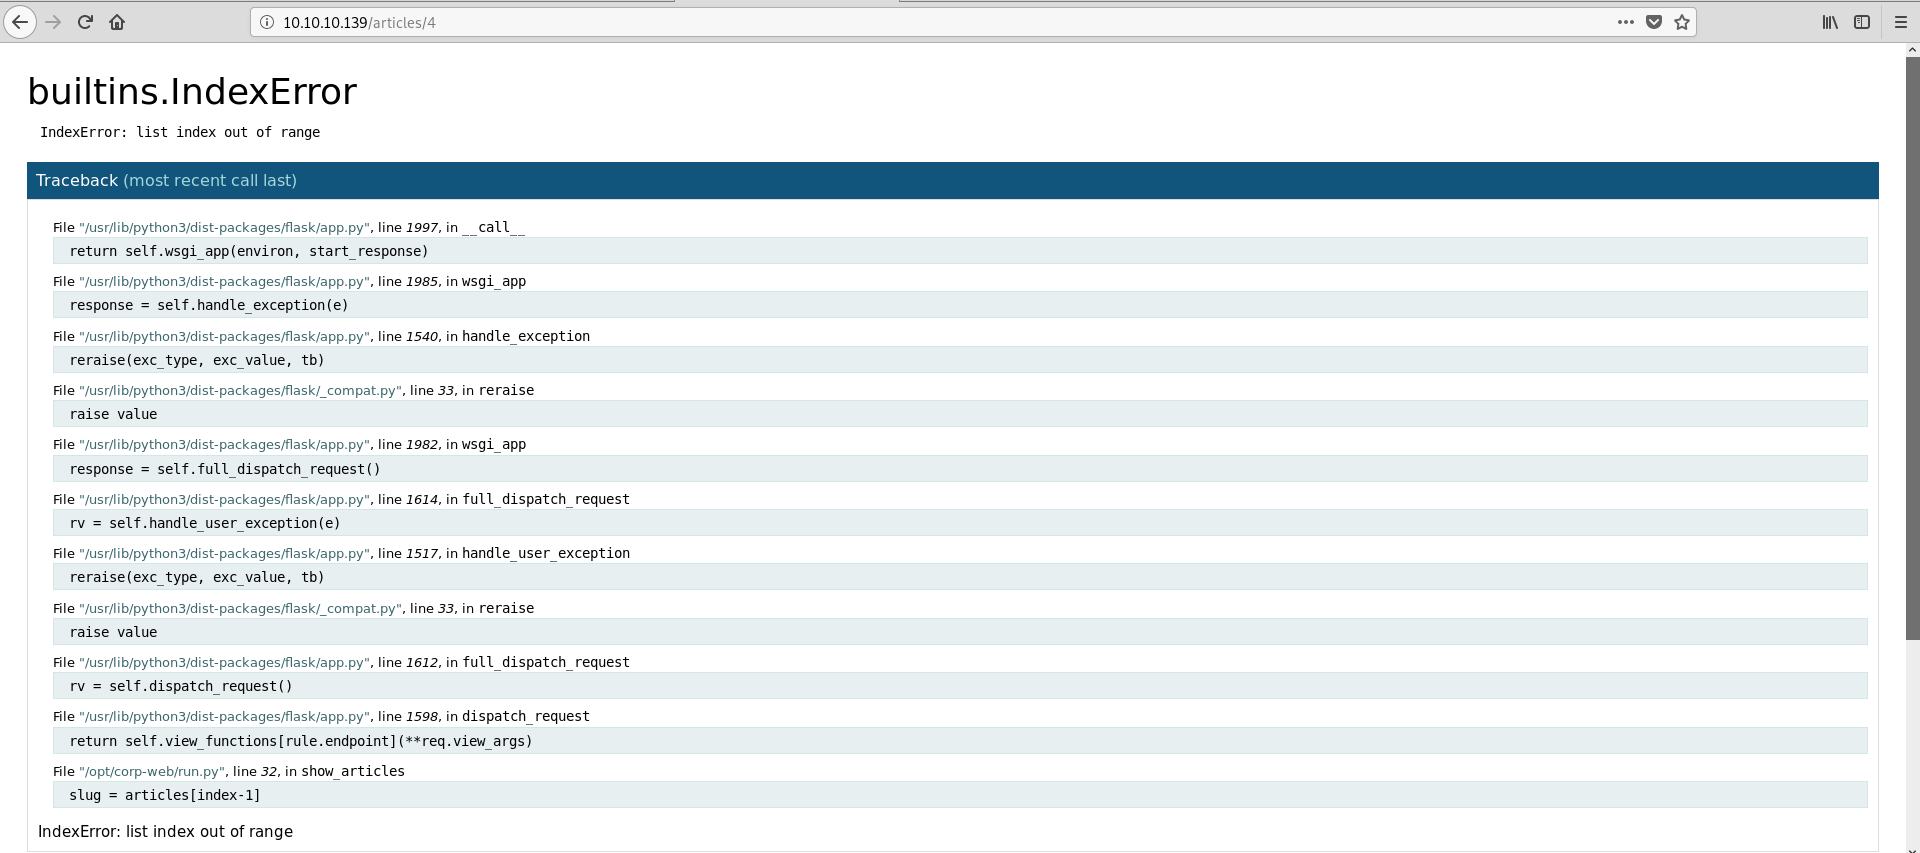 10.10.10.139/articles/4
builtins.IndexError
IndexError: list index out of range
Traceback (most recent call last)
File "/usr/lib/python3/dist-packages/flask/app.py", line 1997, in __call__
return self.wsgi_app(environ, start_response)
File "/usr/lib/python3/dist-packages/flask/app.py", line 1985, in wsgi_app
response = self.handle_exception(e)
File "/usr/lib/python3/dist-packages/flask/app.py", line 1540, in handle_exception
reraise(exc_type, exc_value, tb)
File "/usr/lib/python3/dist-packages/flask/_compat.py", line 33, in reraise
raise value
File "/usr/lib/python3/dist-packages/flask/app.py", line 1982, in wsgi_app
response = self.full_dispatch_request()
File "/usr/lib/python3/dist-packages/flask/app.py", line 1614, in full_dispatch_request
rv = self.handle_user_exception(e)
File "/usr/lib/python3/dist-packages/flask/app.py", line 1517, in handle_user_exception
reraise(exc_type, exc_value, tb)
File "/usr/lib/python3/dist-packages/flask/_compat.py", line 33, in reraise
raise value
File "/usr/lib/python3/dist-packages/flask/app.py", line 1612, in full_dispatch_request
rv = self.dispatch_request()
File "/usr/lib/python3/dist-packages/flask/app.py", line 1598, in dispatch_request
return self.view_functions[rule.endpoint](**req.view_args)
File "/opt/corp-web/run.py", line 32, in show_articles
slug = articles[index-1]
IndexError: list index out of range